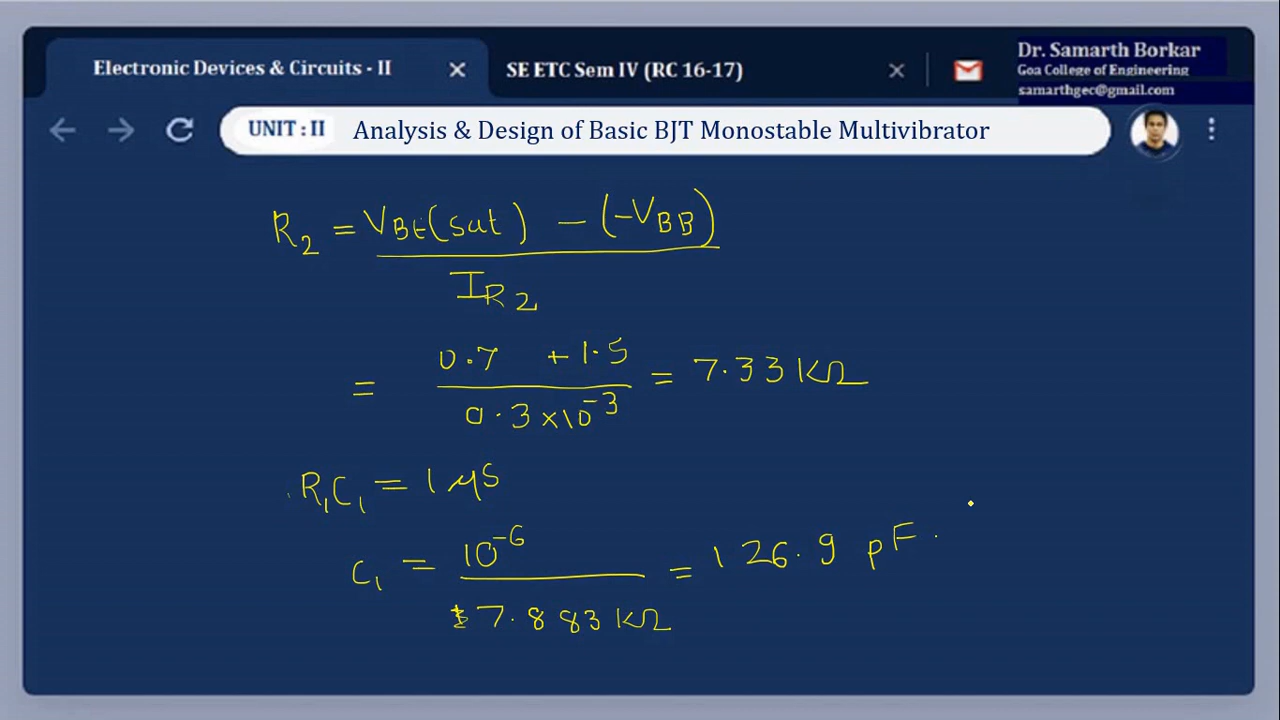 Electronic Devices & Circuits - II
SE ETC Sem IV (RC 16-17)
Dr. Samarth Borkar
Goa College of Engineering
samarthgec@gmail.com
UNIT : II Analysis & Design of Basic BJT Monostable Multivibrator
R2 = VBE(sat) - (-VBB)
IR2
= 0.7 + 1.5 = 7.33 KΩ
0.3 × 10^-3
R1C1 = 1 μs
C1 = 10^-6 = 126.9 pF.
7.883 KΩ